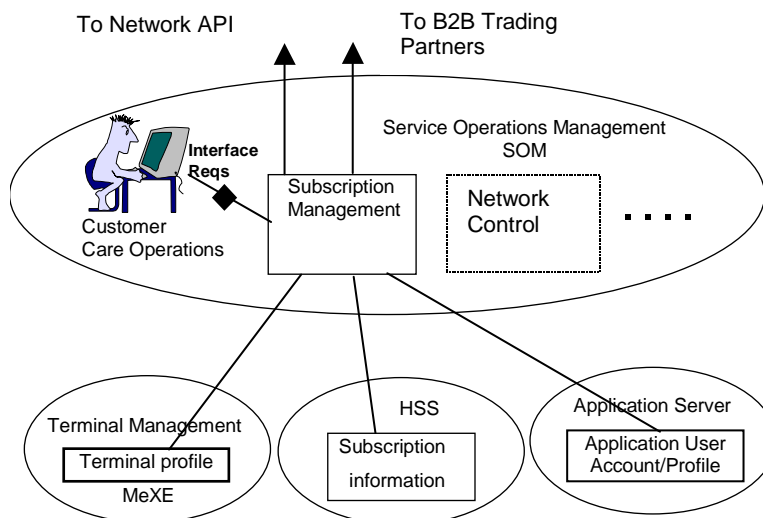 To Network API
To B2B Trading
Partners
Service Operations Management
SOM
Interface
Reqs
Subscription
Management
Network
Control
. . . .
Customer
Care Operations
Terminal Management
Terminal profile
MeXE
HSS
Subscription
information
Application Server
Application User
Account/Profile